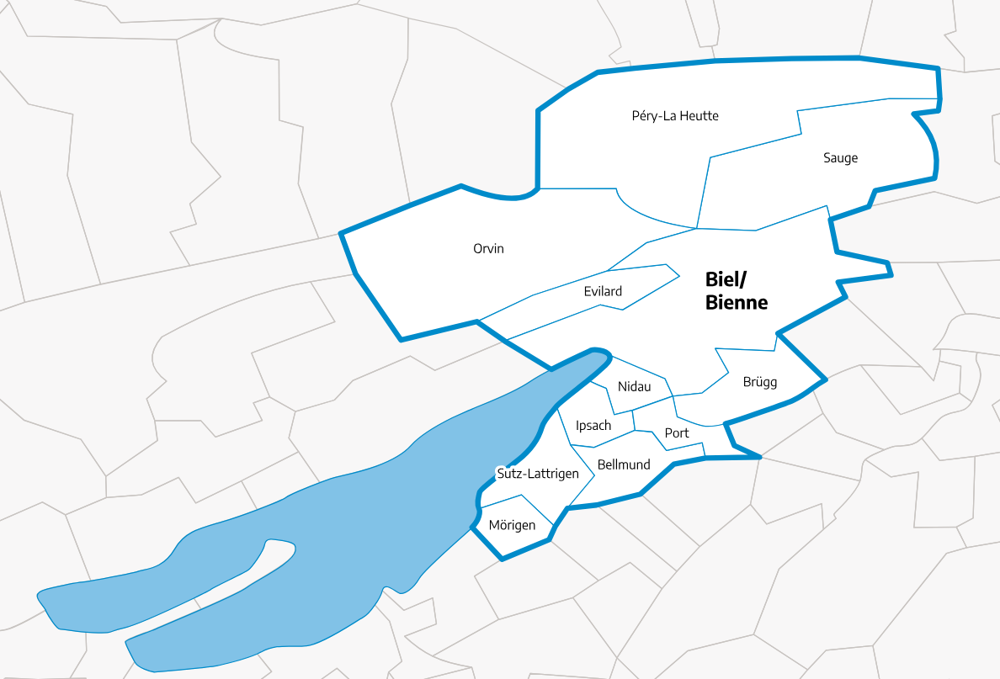 Péry-La Heutte
Sauge
Orvin
Biel/
Bienne
Evilard
Nidau
Brügg
Ipsach
Port
Bellmund
Sutz-Lattrigen
Mörigen